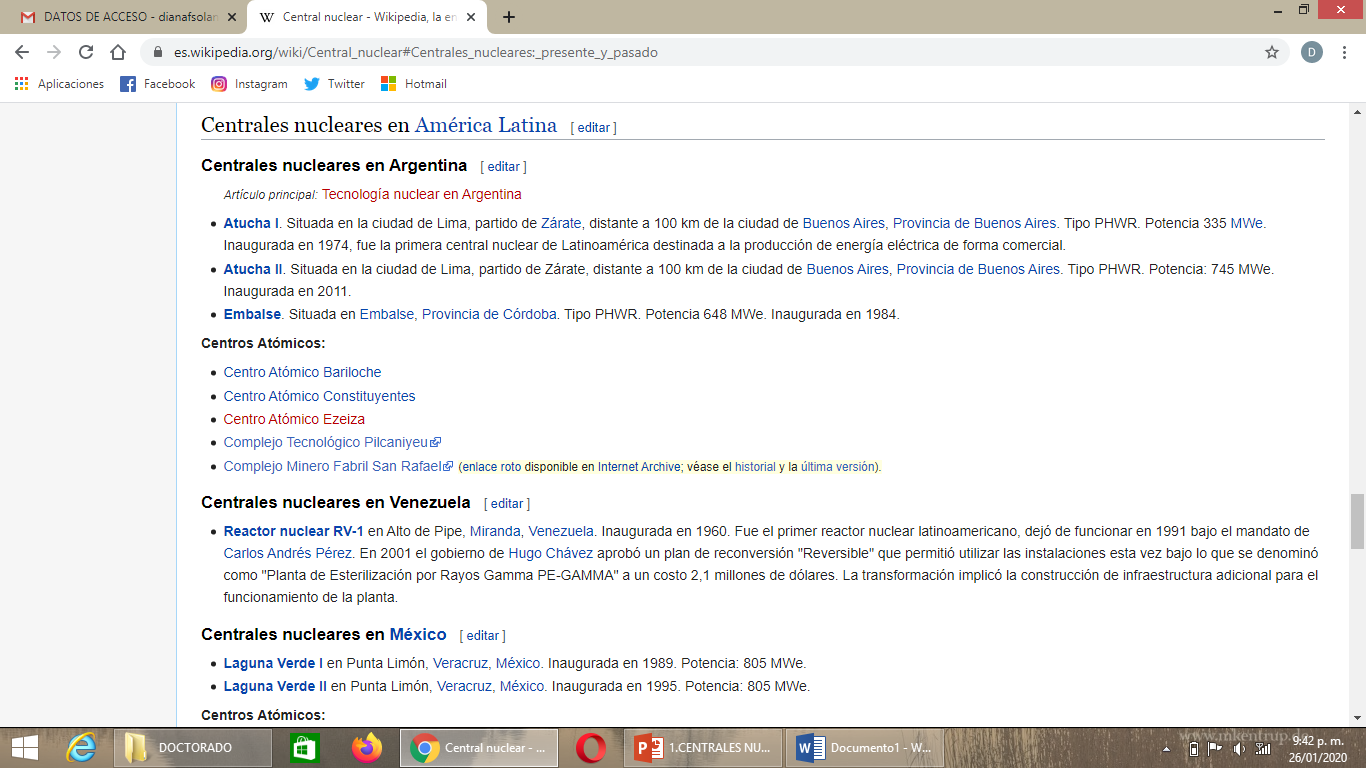 DATOS DE ACCESO - dianafsolar
Central nuclear - Wikipedia, la en
es.wikipedia.org/wiki/Central_nuclear#Centrales_nucleares:_presente_y_pasado
D
Aplicaciones Facebook Instagram Twitter Hotmail
Centrales nucleares en América Latina [ editar ]
Centrales nucleares en Argentina [ editar ]
Artículo principal: Tecnología nuclear en Argentina
Atucha I. Situada en la ciudad de Lima, partido de Zárate, distante a 100 km de la ciudad de Buenos Aires, Provincia de Buenos Aires. Tipo PHWR. Potencia 335 MWe.
Inaugurada en 1974, fue la primera central nuclear de Latinoamérica destinada a la producción de energía eléctrica de forma comercial.
Atucha II. Situada en la ciudad de Lima, partido de Zárate, distante a 100 km de la ciudad de Buenos Aires, Provincia de Buenos Aires. Tipo PHWR. Potencia: 745 MWe.
Inaugurada en 2011.
Embalse. Situada en Embalse, Provincia de Córdoba. Tipo PHWR. Potencia 648 MWe. Inaugurada en 1984.
Centros Atómicos:
Centro Atómico Bariloche
Centro Atómico Constituyentes
Centro Atómico Ezeiza
Complejo Tecnológico Pilcaniyeu
Complejo Minero Fabril San Rafael (enlace roto disponible en Internet Archive; véase el historial y la última versión).
Centrales nucleares en Venezuela [ editar ]
Reactor nuclear RV-1 en Alto de Pipe, Miranda, Venezuela. Inaugurada en 1960. Fue el primer reactor nuclear latinoamericano, dejó de funcionar en 1991 bajo el mandato de
Carlos Andrés Pérez. En 2001 el gobierno de Hugo Chávez aprobó un plan de reconversión "Reversible" que permitió utilizar las instalaciones esta vez bajo lo que se denominó
como "Planta de Esterilización por Rayos Gamma PE-GAMMA" a un costo 2,1 millones de dólares. La transformación implicó la construcción de infraestructura adicional para el
funcionamiento de la planta.
Centrales nucleares en México [ editar ]
Laguna Verde I en Punta Limón, Veracruz, México. Inaugurada en 1989. Potencia: 805 MWe.
Laguna Verde II en Punta Limón, Veracruz, México. Inaugurada en 1995. Potencia: 805 MWe.
Centros Atómicos:
DOCTORADO
Central nuclear - ...
1.CENTRALES NU...
Documento1 - W...
9:42 p. m.
26/01/2020